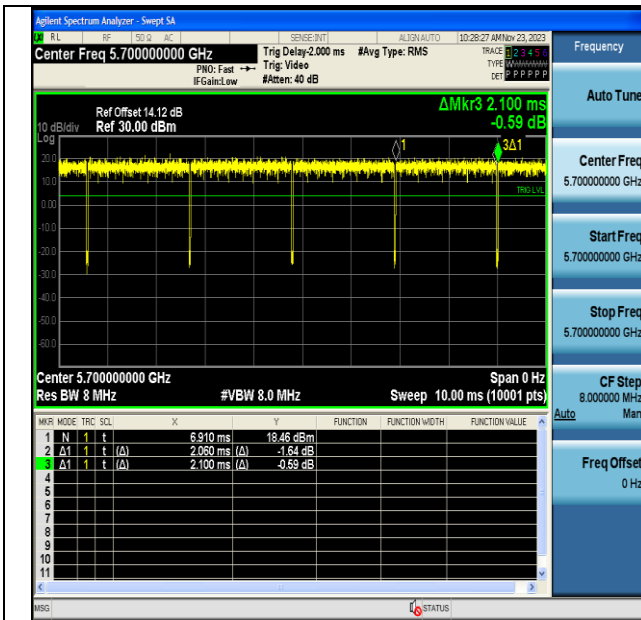 Agilent Spectrum Analyzer - Swept SA
RL RF 50 Ω AC SENSE:INT ALIGN AUTO 10:28:27 AM Nov 23, 2023
Center Freq 5.700000000 GHz
PNO: Fast
IFGain:Low
Trig Delay-2.000 ms
Trig: Video
#Atten: 40 dB
#Avg Type: RMS
TRACE 1 2 3 4 5 6
TYPE W
DET P P P P P P
Ref Offset 14.12 dB
Ref 30.00 dBm
10 dB/div
Log
ΔMkr3 2.100 ms
-0.59 dB
20.0
10.0
0.00
-10.0
-20.0
-30.0
-40.0
-50.0
-60.0
1
3Δ1
TRIG LVL
Center 5.700000000 GHz Span 0 Hz
Res BW 8 MHz #VBW 8.0 MHz Sweep 10.00 ms (10001 pts)
MKR MODE TRC SCL X Y FUNCTION FUNCTION WIDTH FUNCTION VALUE
1 N 1 t 6.910 ms 18.46 dBm
2 Δ1 1 t (Δ) 2.060 ms (Δ) -1.64 dB
3 Δ1 1 t (Δ) 2.100 ms (Δ) -0.59 dB
4
5
6
7
8
9
10
11
MSG STATUS
Frequency
Auto Tune
Center Freq
5.700000000 GHz
Start Freq
5.700000000 GHz
Stop Freq
5.700000000 GHz
CF Step
8.000000 MHz
Auto Man
Freq Offset
0 Hz